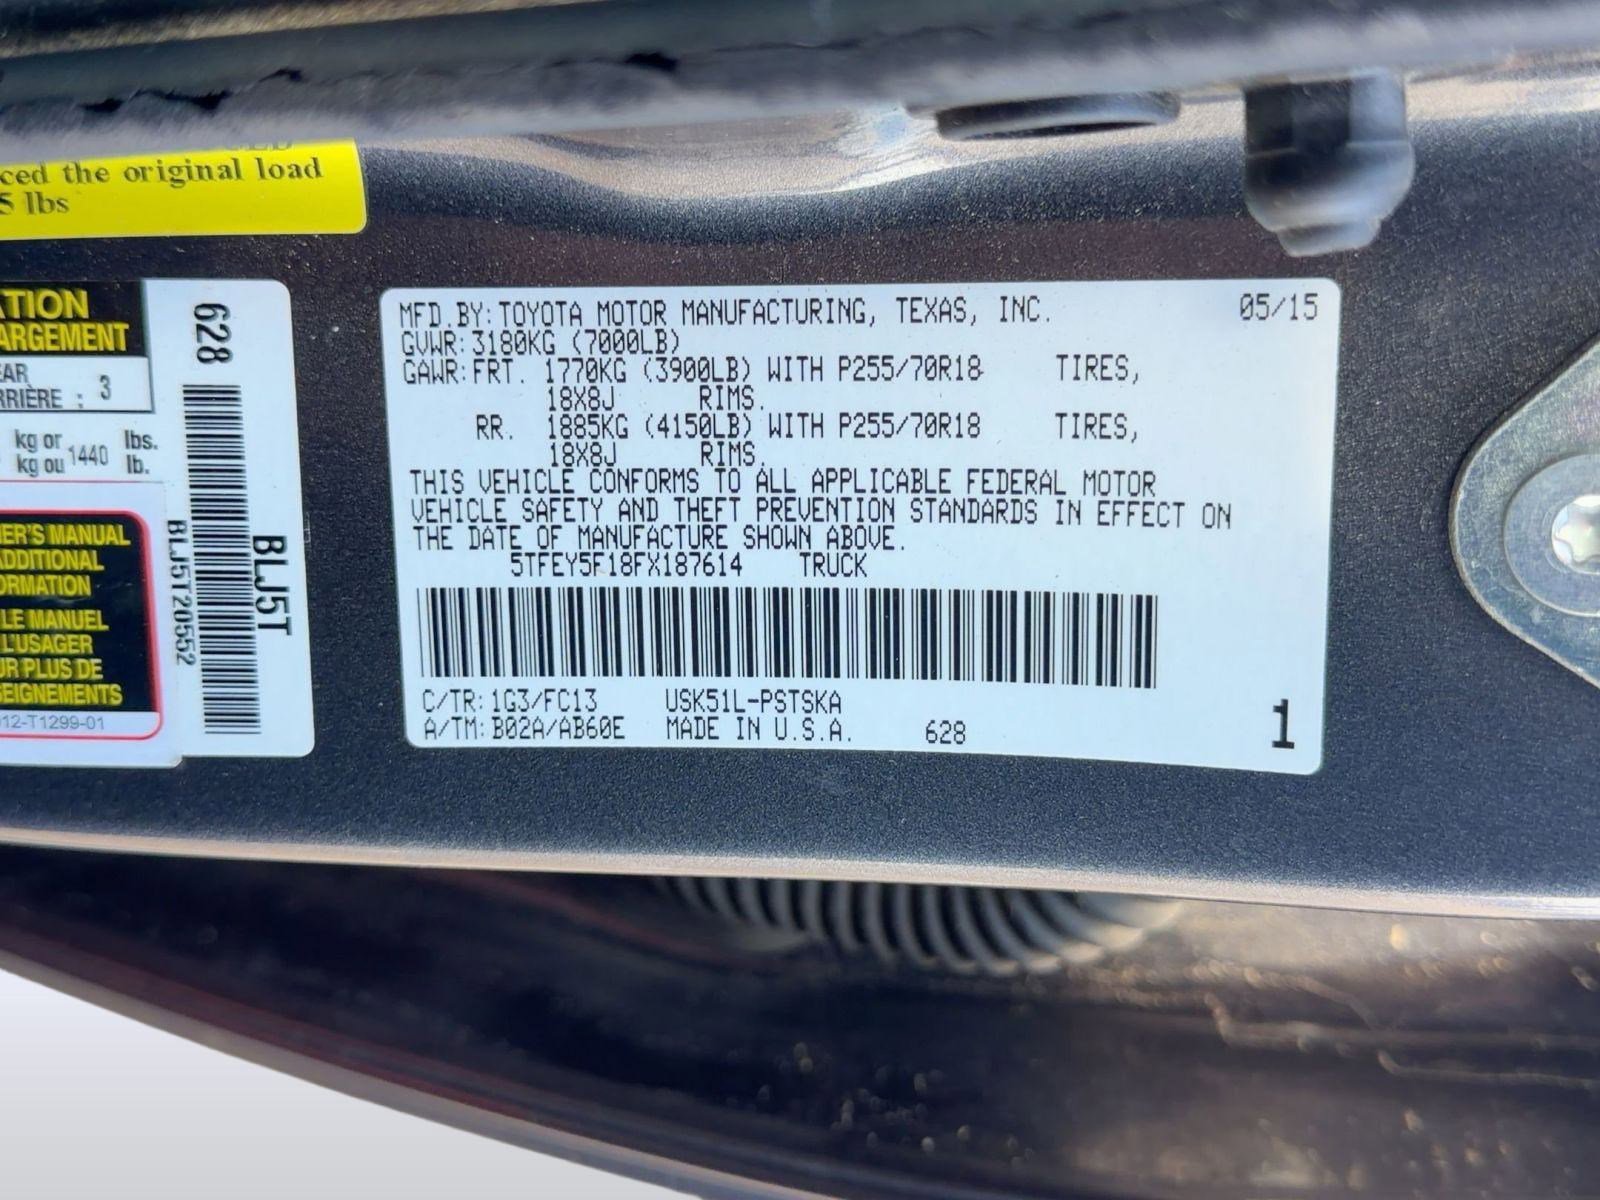 ced the original load
5 lbs
ATION
ARGEMENT
EAR
RRIÈRE : 3
kg or 1440 lbs.
kg ou lb.
ER'S MANUAL
ADDITIONAL
ORMATION
LE MANUEL
L'USAGER
UR PLUS DE
SEIGNEMENTS
012-T1299-01
628
BLJ5T
BLJ5T20552
MFD.BY: TOYOTA MOTOR MANUFACTURING, TEXAS, INC. 05/15
GVWR: 3180KG (7000LB)
GAWR: FRT. 1770KG (3900LB) WITH P255/70R18 TIRES,
18X8J RIMS,
RR. 1885KG (4150LB) WITH P255/70R18 TIRES,
18X8J RIMS.
THIS VEHICLE CONFORMS TO ALL APPLICABLE FEDERAL MOTOR
VEHICLE SAFETY AND THEFT PREVENTION STANDARDS IN EFFECT ON
THE DATE OF MANUFACTURE SHOWN ABOVE.
5TFEY5F18FX187614 TRUCK
C/TR: 1G3/FC13 USK51L-PSTSKA
A/TM: B02A/AB60E MADE IN U.S.A. 628
1